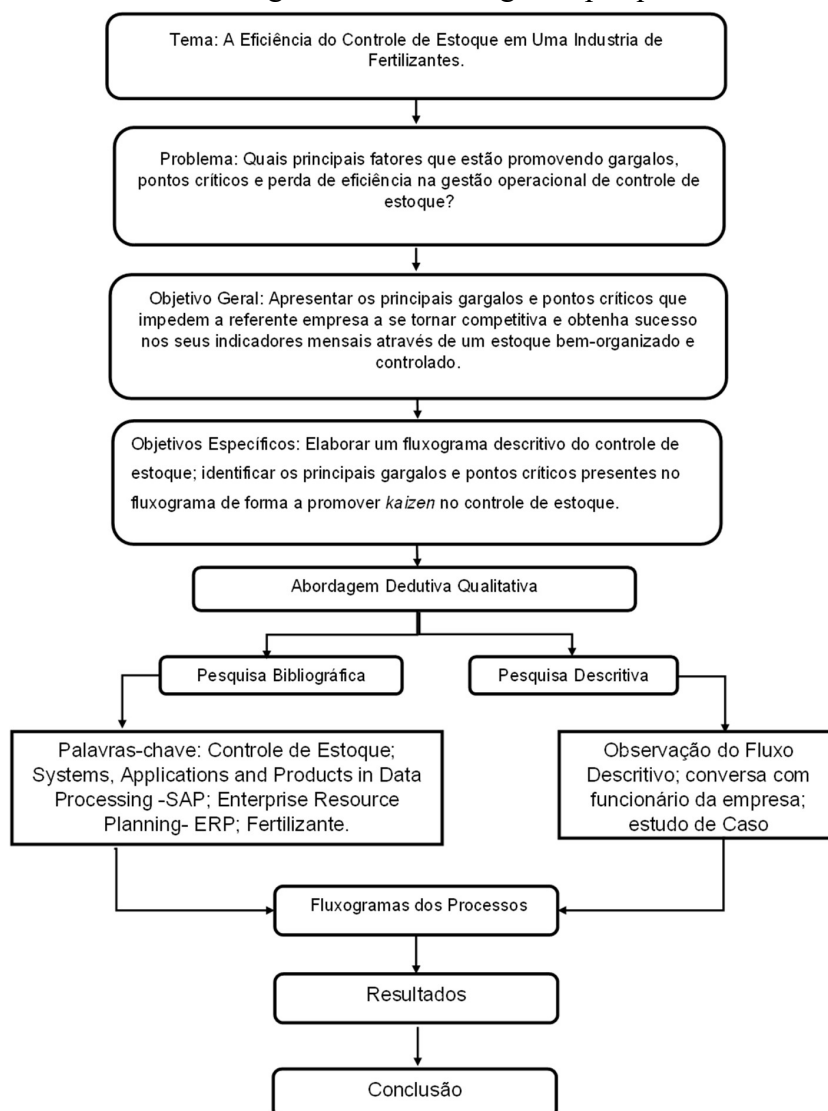 Tema: A Eficiência do Controle de Estoque em Uma Industria de
Fertilizantes.
Problema: Quais principais fatores que estão promovendo gargalos,
pontos críticos e perda de eficiência na gestão operacional de controle de
estoque?
Objetivo Geral: Apresentar os principais gargalos e pontos críticos que
impedem a referente empresa a se tornar competitiva e obtenha sucesso
nos seus indicadores mensais através de um estoque bem-organizado e
controlado.
Objetivos Específicos: Elaborar um fluxograma descritivo do controle de
estoque; identificar os principais gargalos e pontos críticos presentes no
fluxograma de forma a promover kaizen no controle de estoque.
Abordagem Dedutiva Qualitativa
Pesquisa Bibliográfica
Pesquisa Descritiva
Palavras-chave: Controle de Estoque;
Systems, Applications and Products in Data
Processing -SAP; Enterprise Resource
Planning- ERP; Fertilizante.
Observação do Fluxo
Descritivo; conversa com
funcionário da empresa;
estudo de Caso
Fluxogramas dos Processos
Resultados
Conclusão